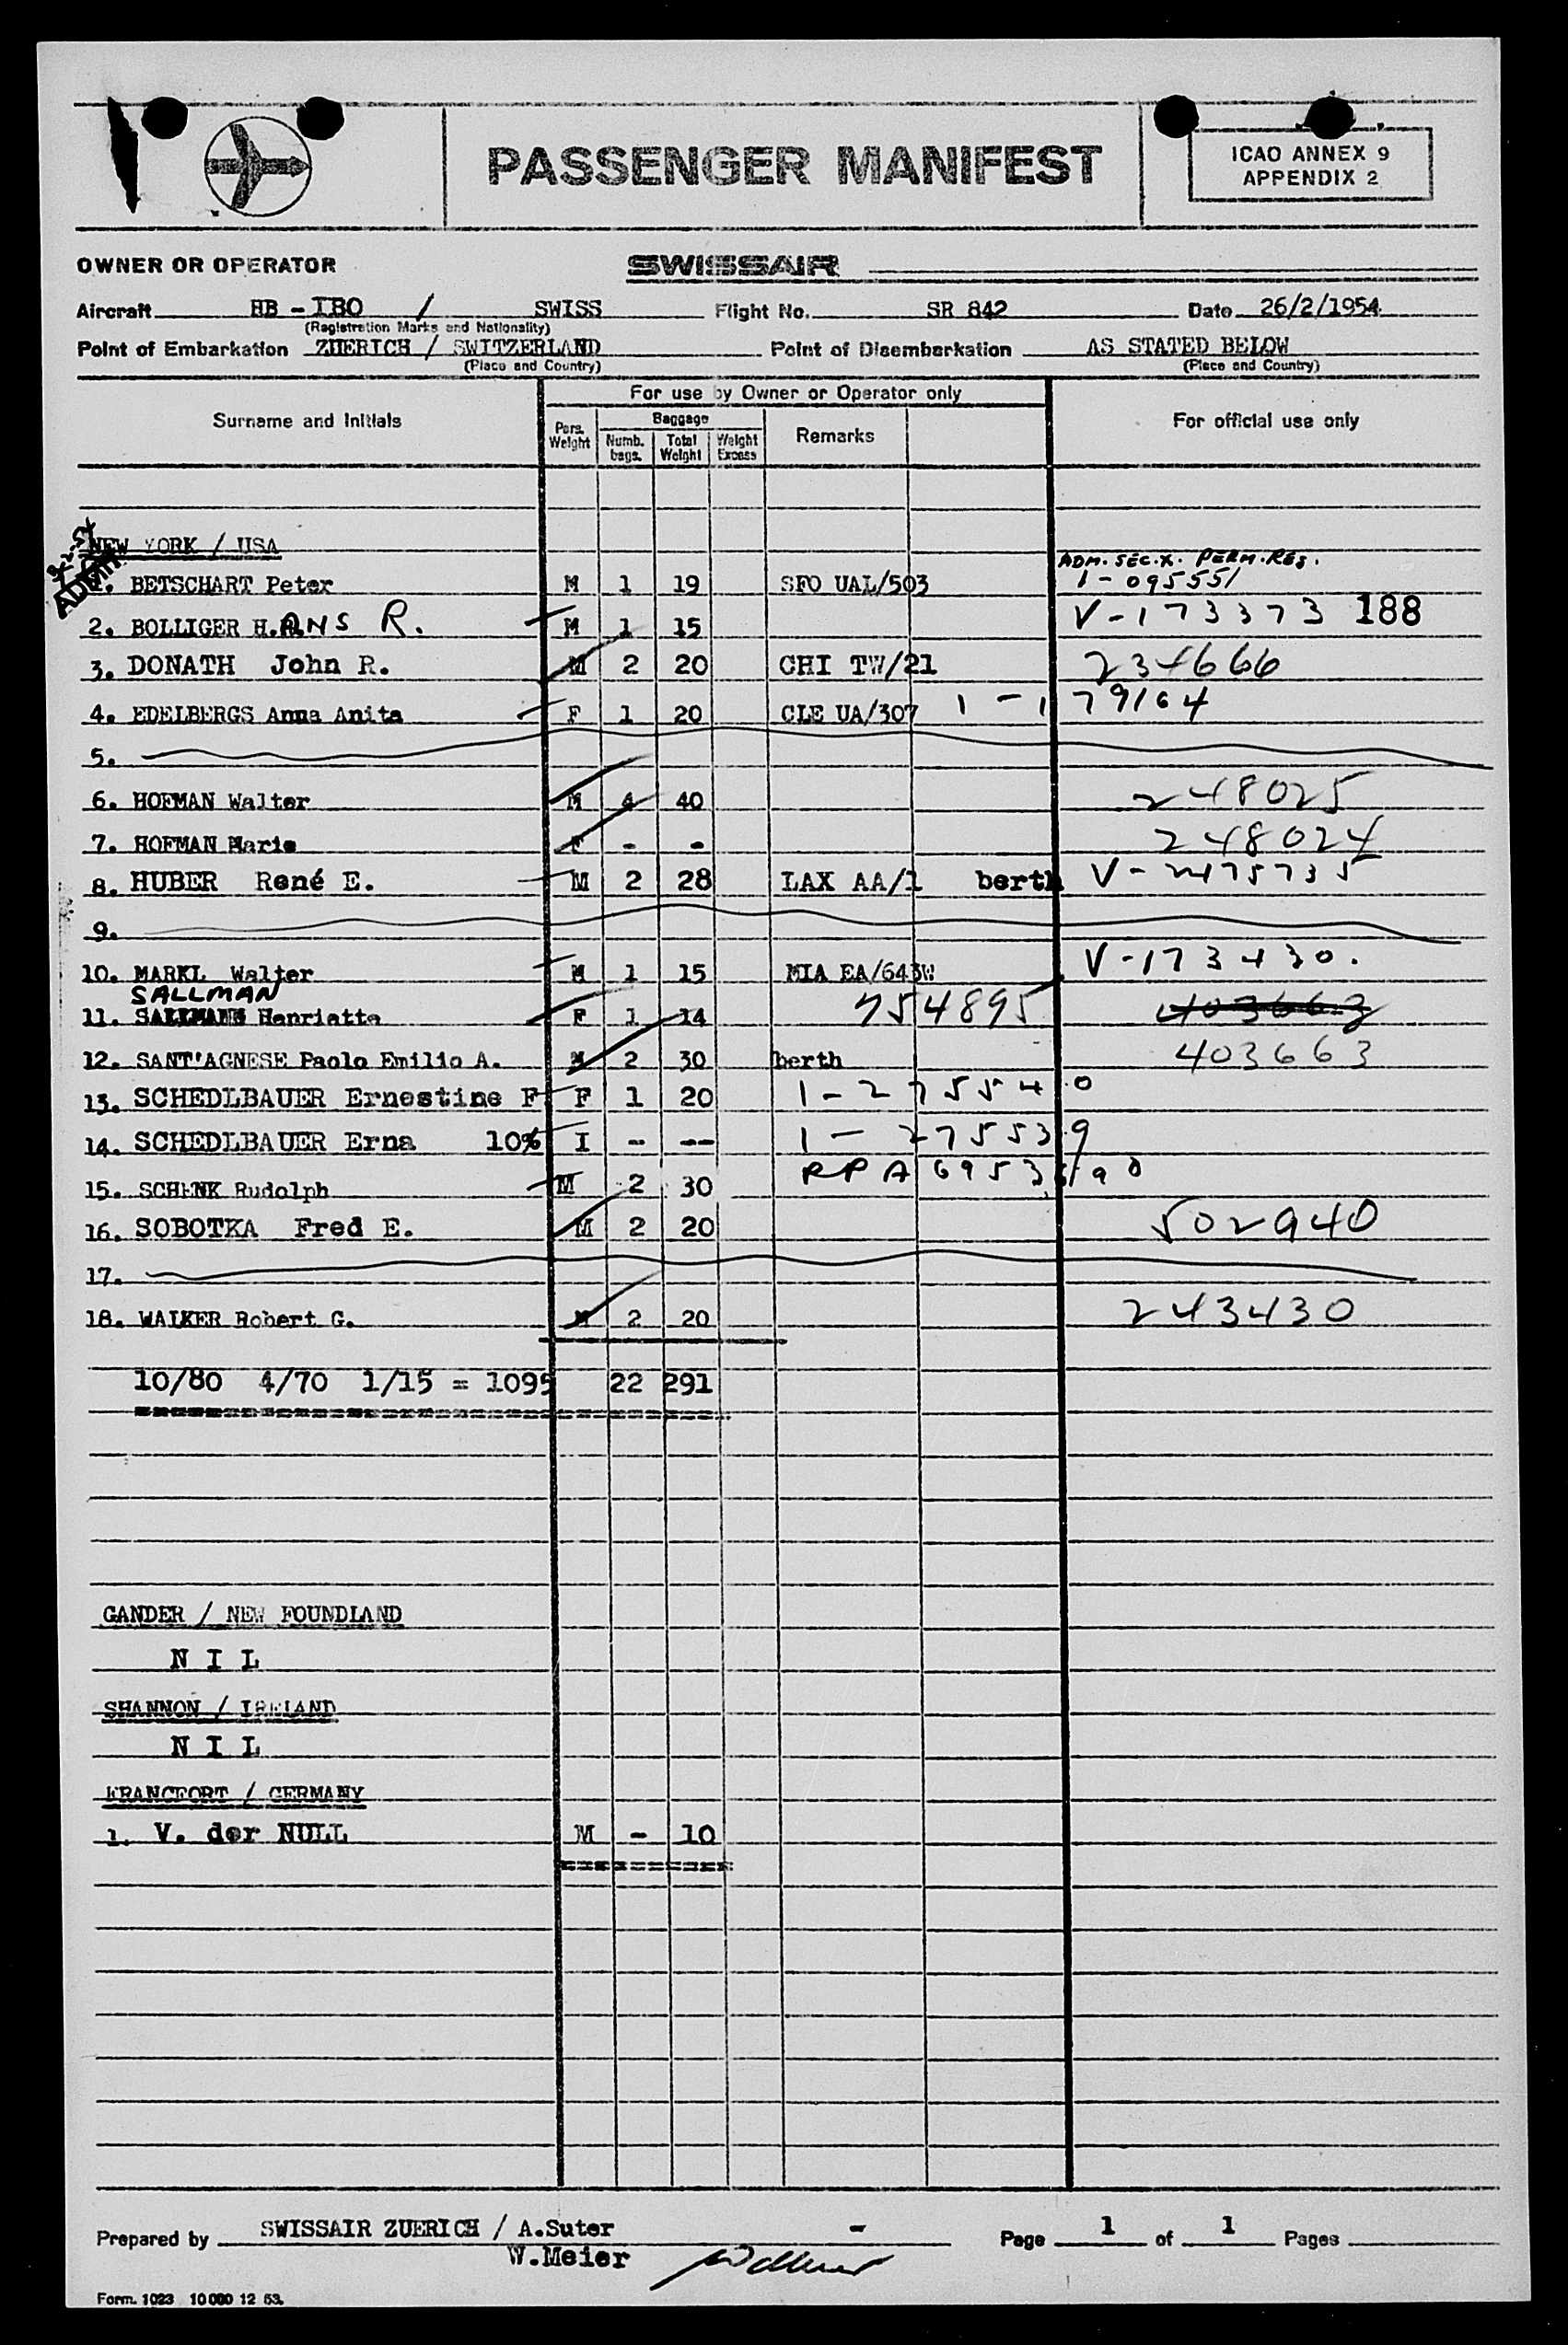 PASSENGER MANIFEST
ICAO ANNEX 9
APPENDIX 2
OWNER OR OPERATOR SWISSAIR
Aircraft HB - IBO / SWISS Flight No. SR 842 Date 26/2/1954
(Registration Marks and Nationality)
Point of Embarkation ZUERICH / SWITZERLAND Point of Disembarkation AS STATED BELOW
(Place and Country) (Place and Country)
For use by Owner or Operator only
Surname and Initials Pers. Weight Baggage Numb. bags. Total Weight Weight Excess Remarks For official use only
NEW YORK / USA
ADM. SEC.X. PERM.RES.
1. BETSCHART Peter M 1 19 SFO UAL/503 1-095551
2. BOLLIGER H.ANS R. M 1 15 V-173373 188
3. DONATH John R. M 2 20 CHI TW/21 234666
4. EDELBERGS Anna Anita F 1 20 CLE UA/307 1-179164
5.
6. HOFMAN Walter M 4 40 248025
7. HOFMAN Marie F - - 248024
8. HUBER René E. M 2 28 LAX AA/1 berth
9.
10. MARKL Walter M 1 15 MIA EA/643W V-173430.
SALLMAN
11. SALLMANN Henriette F 1 14 754895 403663
12. SANT'AGNESE Paolo Emilio A. M 2 30 berth 403663
13. SCHEDLBAUER Ernestine F F 1 20 1-275540
14. SCHEDLBAUER Erna 10% I - -- 1-275539
15. SCHENK Rudolph M 2 30 RPA
16. SOBOTKA Fred E. M 2 20 502940
17.
18. WALKER Robert G. M 2 20 243430
10/80 4/70 1/15 = 1095 22 291
GANDER / NEW FOUNDLAND
N I L
SHANNON / IRELAND
N I L
FRANCFORT / GERMANY
1. V. der NULL M - 10
Prepared by SWISSAIR ZUERICH / A.Suter - Page 1 of 1 Pages
W.Meier
Form. 1023 10000 12 53.